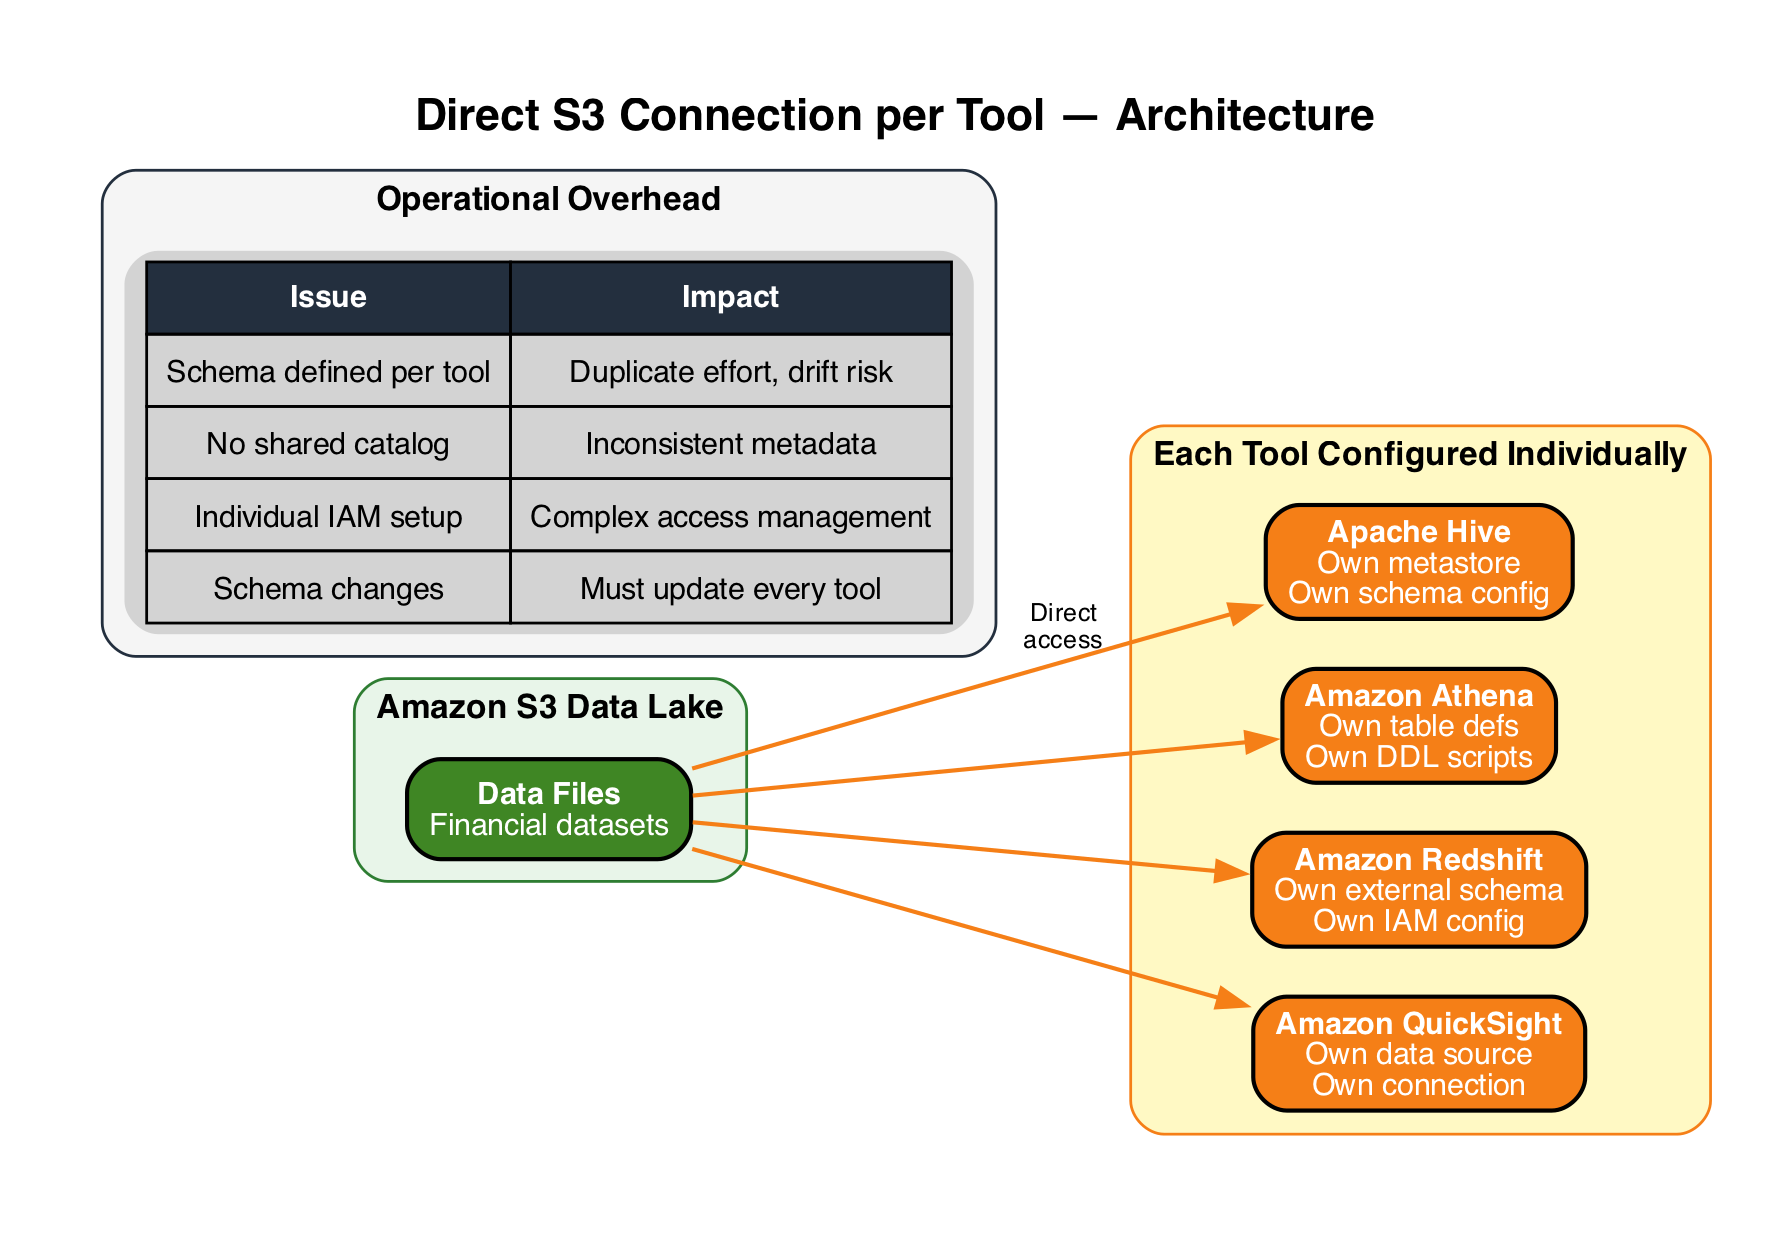 Direct S3 Connection per Tool — Architecture
Operational Overhead
Issue Impact
Schema defined per tool Duplicate effort, drift risk
No shared catalog Inconsistent metadata
Individual IAM setup Complex access management
Schema changes Must update every tool
Amazon S3 Data Lake
Data Files
Financial datasets
Direct
access
Each Tool Configured Individually
Apache Hive
Own metastore
Own schema config
Amazon Athena
Own table defs
Own DDL scripts
Amazon Redshift
Own external schema
Own IAM config
Amazon QuickSight
Own data source
Own connection